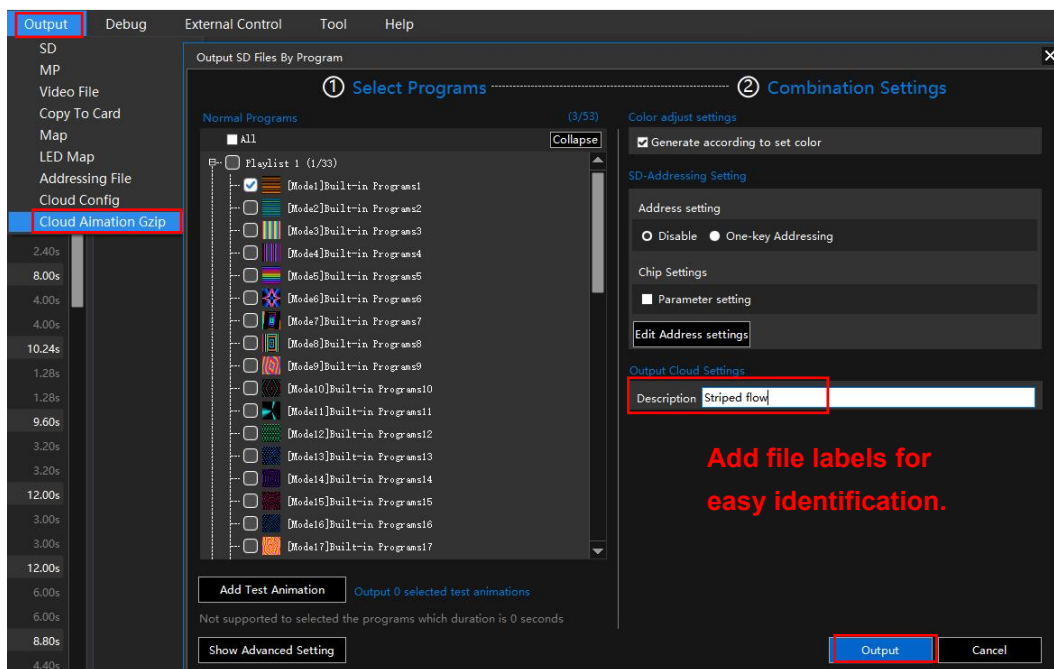 Output Debug External Control Tool Help
SD
MP
Video File
Copy To Card
Map
LED Map
Addressing File
Cloud Config
Cloud Aimation Gzip
2.40s
8.00s
4.00s
4.00s
10.24s
1.28s
1.28s
9.60s
3.20s
3.20s
12.00s
3.00s
3.00s
12.00s
6.00s
6.00s
8.80s
4.40s
Output SD Files By Program X
① Select Programs ② Combination Settings
Normal Programs (3/53)
All Collapse
Playlist 1 (1/33)
[Mode1]Built-in Programs1
[Mode2]Built-in Programs2
[Mode3]Built-in Programs3
[Mode4]Built-in Programs4
[Mode5]Built-in Programs5
[Mode6]Built-in Programs6
[Mode7]Built-in Programs7
[Mode8]Built-in Programs8
[Mode9]Built-in Programs9
[Mode10]Built-in Programs10
[Mode11]Built-in Programs11
[Mode12]Built-in Programs12
[Mode13]Built-in Programs13
[Mode14]Built-in Programs14
[Mode15]Built-in Programs15
[Mode16]Built-in Programs16
[Mode17]Built-in Programs17
Add Test Animation Output 0 selected test animations
Not supported to selected the programs which duration is 0 seconds
Show Advanced Setting
Color adjust settings
Generate according to set color
SD-Addressing Setting
Address setting
Disable One-key Addressing
Chip Settings
Parameter setting
Edit Address settings
Output Cloud Settings
Description Striped flow
Add file labels for
easy identification.
Output Cancel